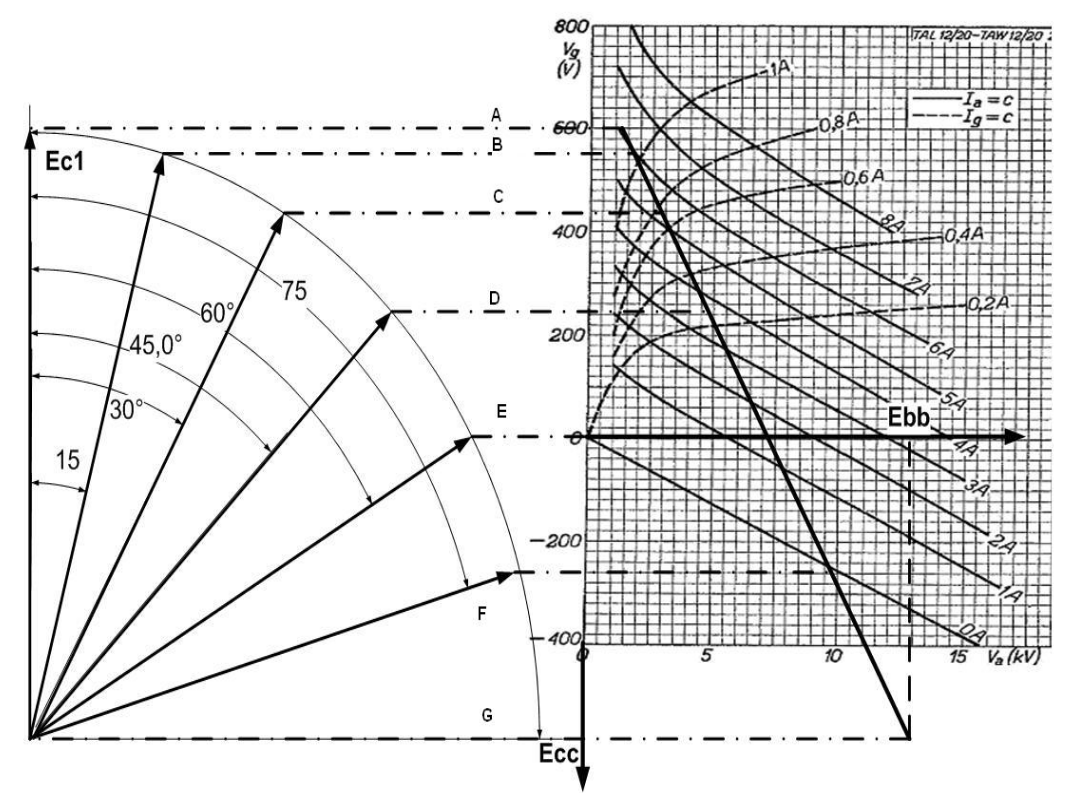 800
TAL 12/20-TAW 12/20
Vg
(V)
1A
Ia = c
Ig = c
A
600
0,8A
B
Ec1
0,6A
C
8A
400
0,4A
75
7A
D
0,2A
60°
200
45,0°
6A
30°
5A
E
Ebb
0
4A
15
3A
-200
2A
1A
F
-400
0A
0
5
10
15
Va (kV)
G
Ecc